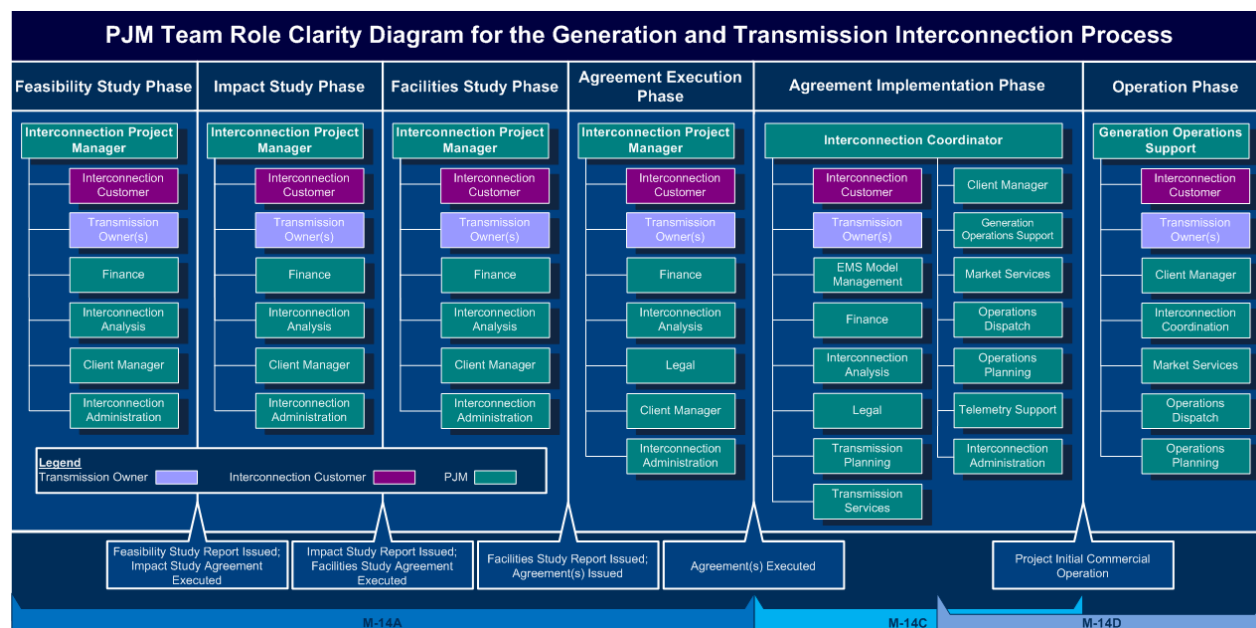 PJM Team Role Clarity Diagram for the Generation and Transmission Interconnection Process
Feasibility Study Phase
Impact Study Phase
Facilities Study Phase
Agreement Execution
Phase
Agreement Implementation Phase
Operation Phase
Interconnection Project
Manager
Interconnection
Customer
Transmission
Owner(s)
Finance
Interconnection
Analysis
Client Manager
Interconnection
Administration
Interconnection Project
Manager
Interconnection
Customer
Transmission
Owner(s)
Finance
Interconnection
Analysis
Client Manager
Interconnection
Administration
Interconnection Project
Manager
Interconnection
Customer
Transmission
Owner(s)
Finance
Interconnection
Analysis
Client Manager
Interconnection
Administration
Interconnection Project
Manager
Interconnection
Customer
Transmission
Owner(s)
Finance
Interconnection
Analysis
Legal
Client Manager
Interconnection
Administration
Interconnection Coordinator
Interconnection
Customer
Transmission
Owner(s)
EMS Model
Management
Finance
Interconnection
Analysis
Legal
Transmission
Planning
Transmission
Services
Client Manager
Generation
Operations Support
Market Services
Operations
Dispatch
Operations
Planning
Telemetry Support
Interconnection
Administration
Generation Operations
Support
Interconnection
Customer
Transmission
Owner(s)
Client Manager
Interconnection
Coordination
Market Services
Operations
Dispatch
Operations
Planning
Legend
Transmission Owner
Interconnection Customer
PJM
Feasibility Study Report Issued;
Impact Study Agreement
Executed
Impact Study Report Issued;
Facilities Study Agreement
Executed
Facilities Study Report Issued;
Agreement(s) Issued
Agreement(s) Executed
Project Initial Commercial
Operation
M-14A
M-14C
M-14D